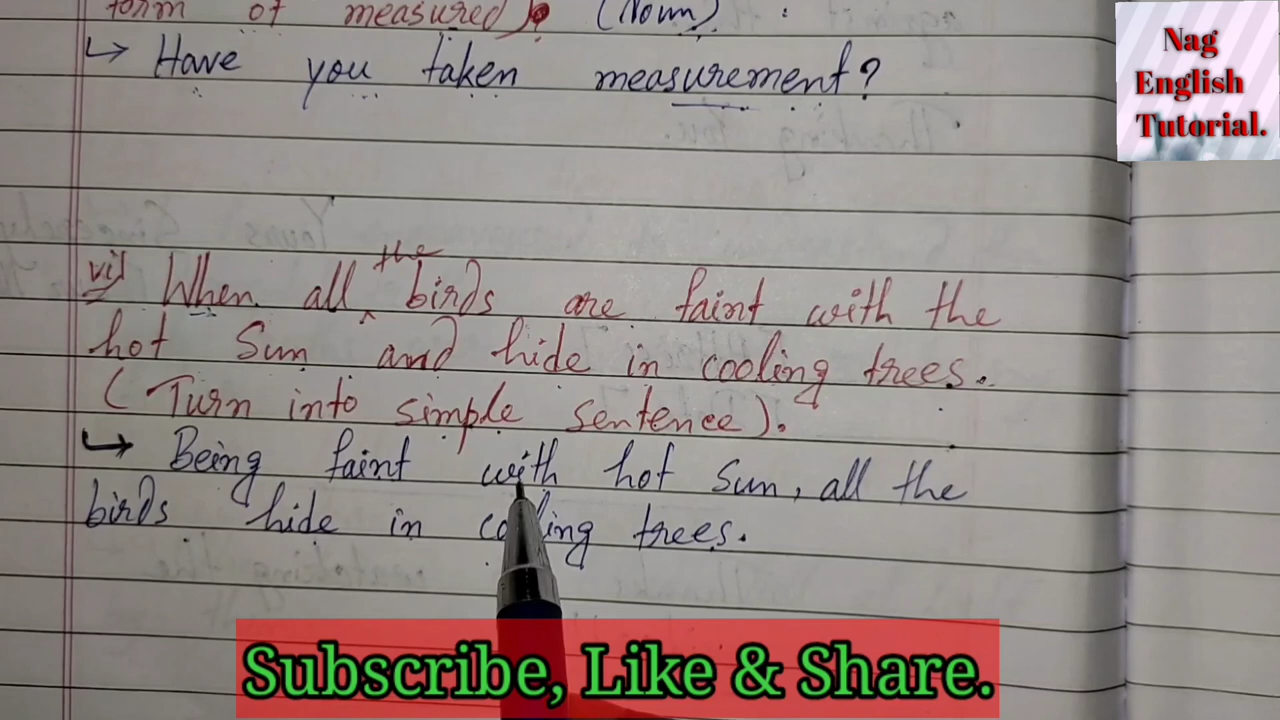 form of measured). (Noun).
↳ Have you taken measurement?
Nag
English
Tutorial.
the
vi) When all ^ birds are faint with the
hot Sun and hide in cooling trees.
( Turn into simple sentence).
↳ Being faint with hot Sun, all the
birds hide in cooling trees.
Subscribe, Like & Share.